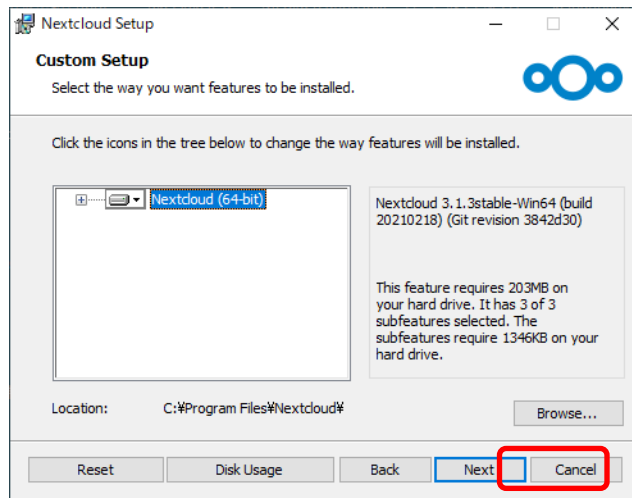 Nextcloud Setup
Custom Setup
Select the way you want features to be installed.
Click the icons in the tree below to change the way features will be installed.
Nextcloud (64-bit)
Nextcloud 3.1.3stable-Win64 (build
20210218) (Git revision 3842d30)
This feature requires 203MB on
your hard drive. It has 3 of 3
subfeatures selected. The
subfeatures require 1346KB on your
hard drive.
Location: C:¥Program Files¥Nextcloud¥
Browse...
Reset Disk Usage Back Next Cancel